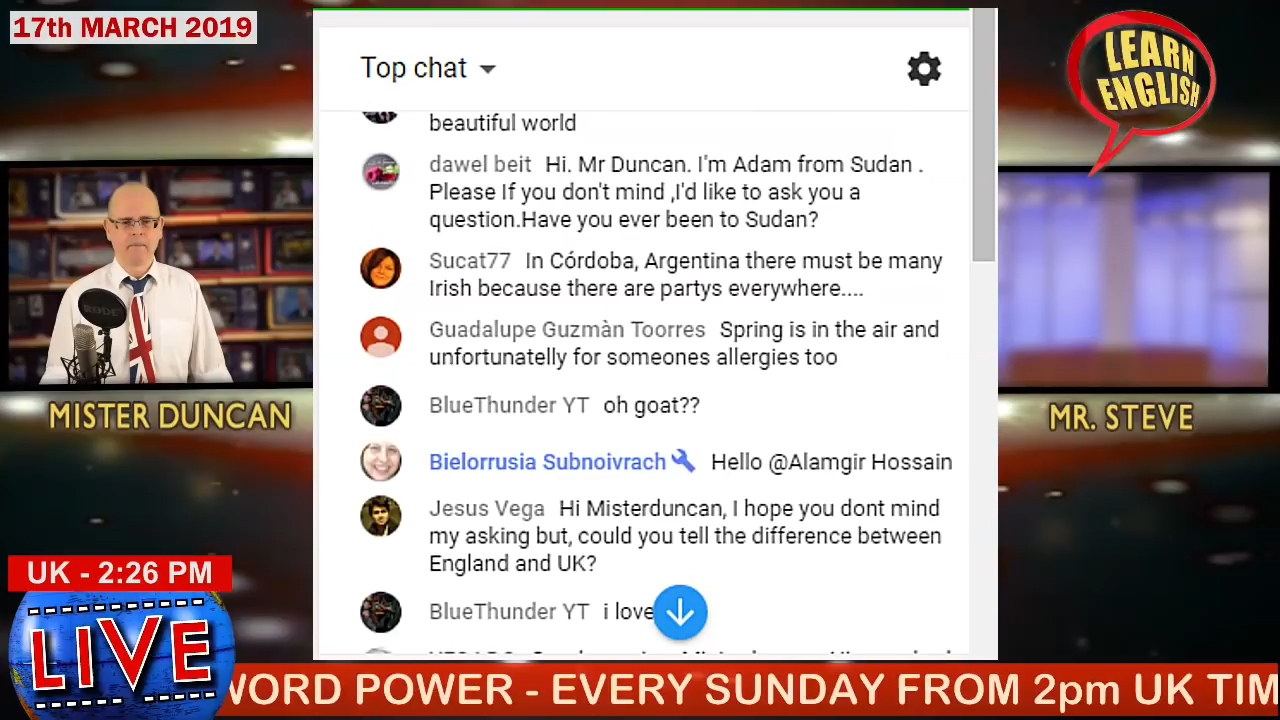 17th MARCH 2019
LEARN
ENGLISH
Top chat
beautiful world
dawel beit Hi. Mr Duncan. I'm Adam from Sudan .
Please If you don't mind ,I'd like to ask you a
question.Have you ever been to Sudan?
Sucat77 In Córdoba, Argentina there must be many
Irish because there are partys everywhere....
Guadalupe Guzmàn Toorres Spring is in the air and
unfortunatelly for someones allergies too
BlueThunder YT oh goat??
Bielorrusia Subnoivrach Hello @Alamgir Hossain
Jesus Vega Hi Misterduncan, I hope you dont mind
my asking but, could you tell the difference between
England and UK?
BlueThunder YT i love
RODE
MISTER DUNCAN
MR. STEVE
UK - 2:26 PM
LIVE
WORD POWER - EVERY SUNDAY FROM 2pm UK TIM